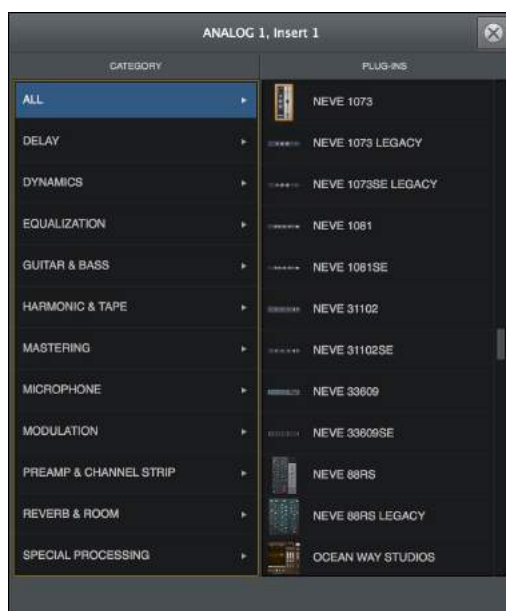 ANALOG 1, Insert 1
CATEGORY
PLUG-INS
ALL
DELAY
DYNAMICS
EQUALIZATION
GUITAR & BASS
HARMONIC & TAPE
MASTERING
MICROPHONE
MODULATION
PREAMP & CHANNEL STRIP
REVERB & ROOM
SPECIAL PROCESSING
NEVE 1073
NEVE 1073 LEGACY
NEVE 1073SE LEGACY
NEVE 1081
NEVE 1081SE
NEVE 31102
NEVE 31102SE
NEVE 33609
NEVE 33609SE
NEVE 88RS
NEVE 88RS LEGACY
OCEAN WAY STUDIOS